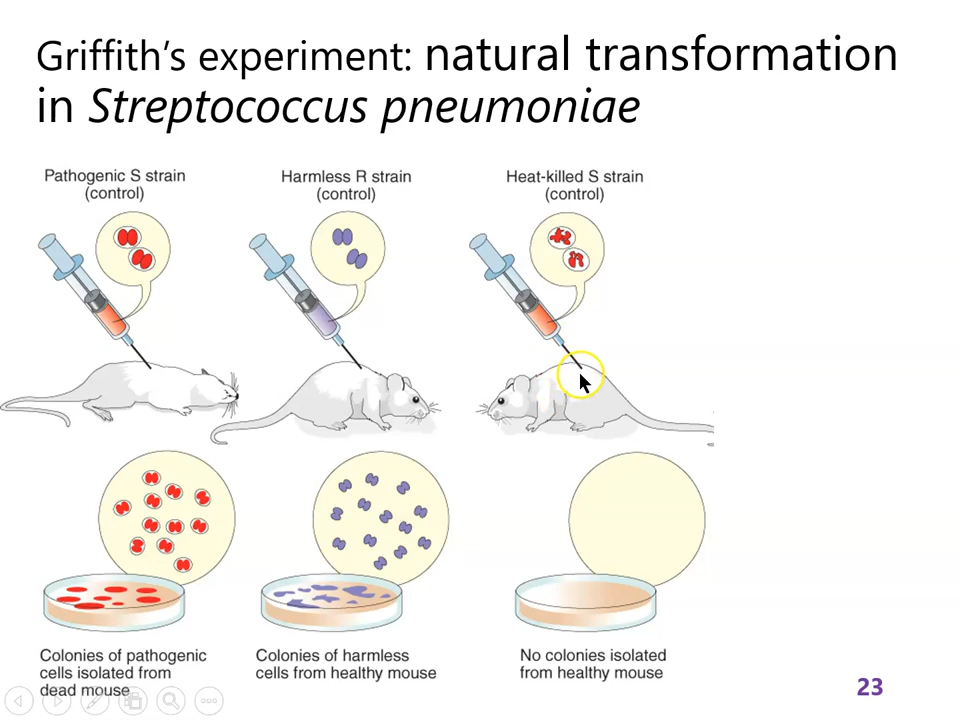 Griffith’s experiment: natural transformation
in Streptococcus pneumoniae
Pathogenic S strain
(control)
Harmless R strain
(control)
Heat-killed S strain
(control)
Colonies of pathogenic
cells isolated from
dead mouse
Colonies of harmless
cells from healthy mouse
No colonies isolated
from healthy mouse
23